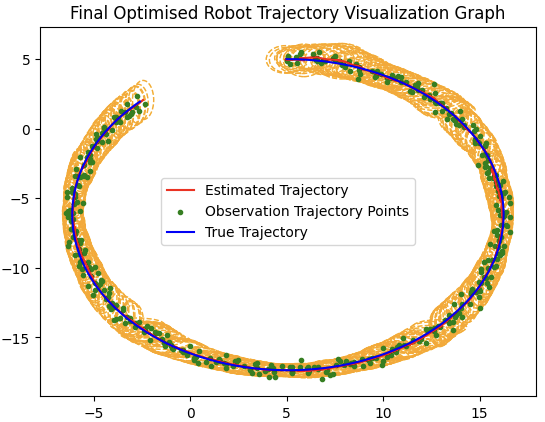 Final Optimised Robot Trajectory Visualization Graph
5
0
−5
−10
−15
Estimated Trajectory
Observation Trajectory Points
True Trajectory
−5 0 5 10 15